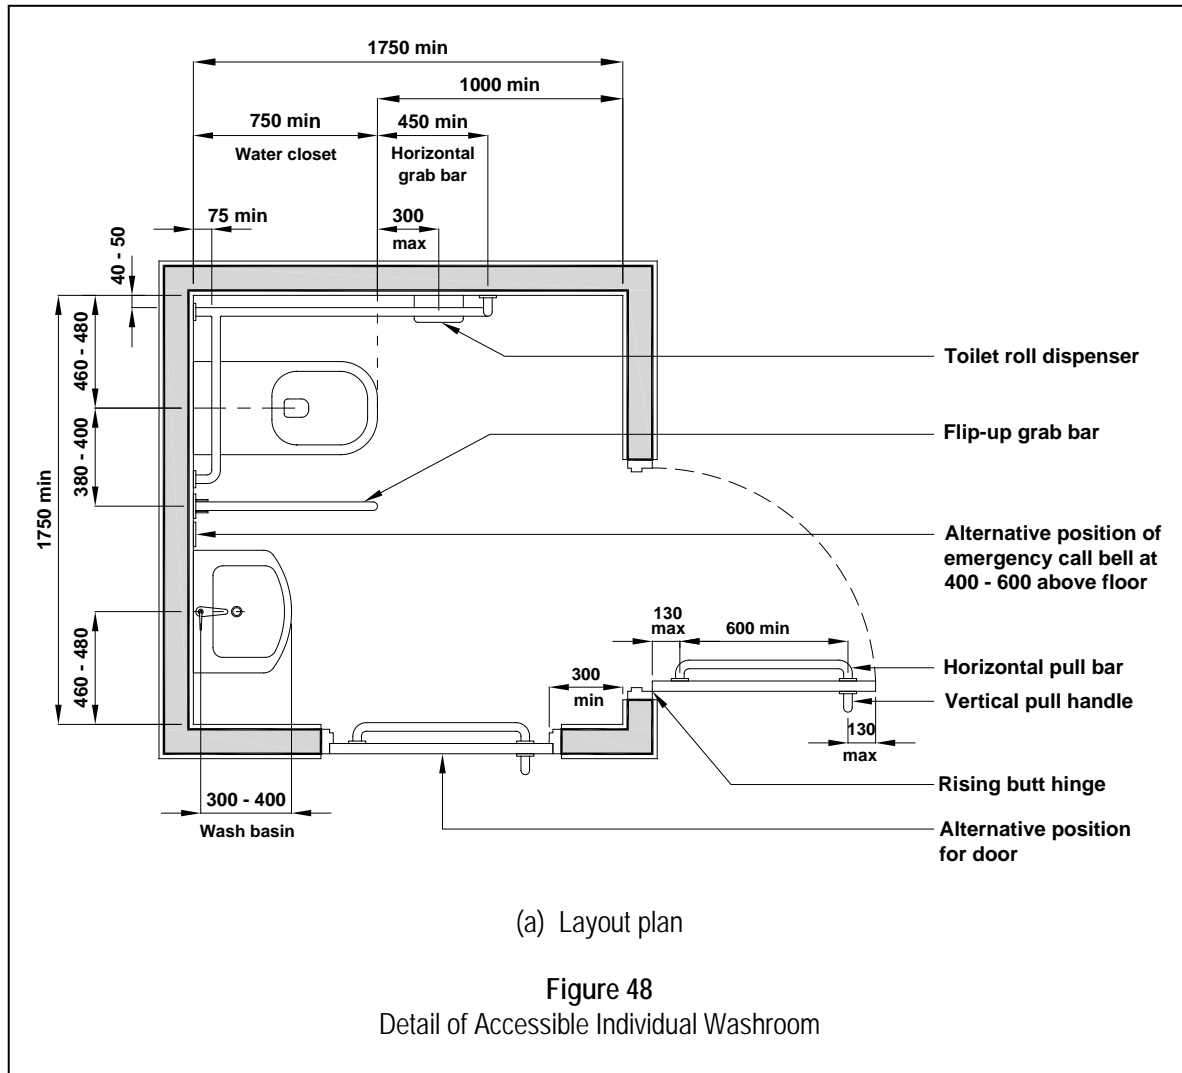 1750 min
1000 min
750 min
450 min
Water closet
Horizontal
grab bar
75 min
300
max
40 - 50
460 - 480
380 - 400
1750 min
460 - 480
Toilet roll dispenser
Flip-up grab bar
Alternative position of
emergency call bell at
400 - 600 above floor
130
max
600 min
Horizontal pull bar
300
min
Vertical pull handle
130
max
Rising butt hinge
300 - 400
Wash basin
Alternative position
for door
(a) Layout plan
Figure 48
Detail of Accessible Individual Washroom